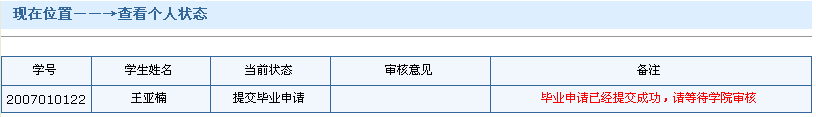 现在位置－－→查看个人状态
学号 学生姓名 当前状态 审核意见 备注
2007010122 王亚楠 提交毕业申请 毕业申请已经提交成功，请等待学院审核